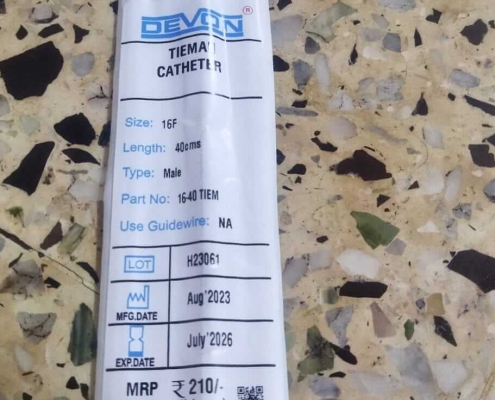 DEVON®
TIEMAN
CATHETER
Size: 16F
Length: 40cms
Type: Male
Part No: 16-40 TIEM
Use Guidewire: NA
LOT H23061
MFG.DATE Aug'2023
EXP.DATE July'2026
MRP ₹ 210/-